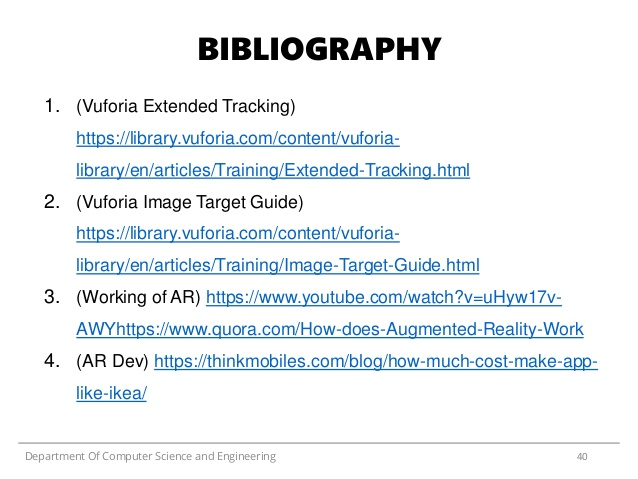 BIBLIOGRAPHY
1. (Vuforia Extended Tracking)
https://library.vuforia.com/content/vuforia-
library/en/articles/Training/Extended-Tracking.html
2. (Vuforia Image Target Guide)
https://library.vuforia.com/content/vuforia-
library/en/articles/Training/Image-Target-Guide.html
3. (Working of AR) https://www.youtube.com/watch?v=uHyw17v-
AWYhttps://www.quora.com/How-does-Augmented-Reality-Work
4. (AR Dev) https://thinkmobiles.com/blog/how-much-cost-make-app-
like-ikea/
Department Of Computer Science and Engineering 40